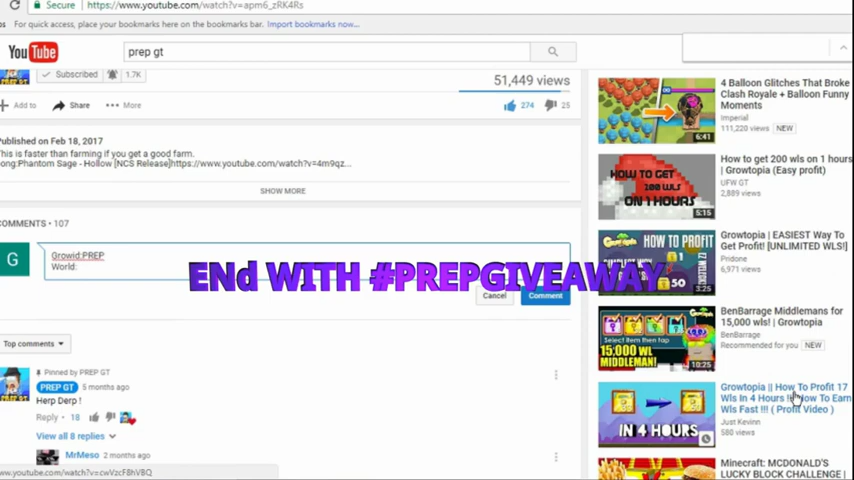 https://www.youtube.com/watch?v=apm6_zRK4Rs
For quick access, place your bookmarks here on the bookmarks bar. Import bookmarks now...
YouTube
prep gt
Subscribed
1.7K
51,449 views
Add to
Share
More
274
25
Published on Feb 18, 2017
This is faster than farming if you get a good farm.
ong:Phantom Sage - Hollow [NCS Release]https://www.youtube.com/watch?v=4m9qz...
SHOW MORE
COMMENTS • 107
G
Growid:PREP
World:
ENd WITH #PREPGIVEAWAY
Cancel
Comment
Top comments
Pinned by PREP GT
PREP GT
5 months ago
Herp Derp !
Reply • 18
View all 8 replies
MrMeso
2 months ago
www.youtube.com/watch?v=cwVzcF8hVBQ
6:41
4 Balloon Glitches That Broke
Clash Royale + Balloon Funny
Moments
Imperial
111,220 views
NEW
HOW TO GET
200 WLS
ON 1 HOURS
5:15
How to get 200 wls on 1 hours
| Growtopia (Easy profit)
UFW GT
2,889 views
Growtopia
HOW TO PROFIT
1
50
3:25
Growtopia | EASIEST Way To
Get Profit! [UNLIMITED WLS!]
Pridone
6,971 views
Select item then tap
15,000 WL
MIDDLEMAN
10:25
BenBarrage Middlemans for
15,000 wls! | Growtopia
BenBarrage
Recommended for you
NEW
IN 4 HOURS
Growtopia || How To Profit 17
Wls In 4 Hours !! How To Earn
Wls Fast !!! ( Profit Video )
Just Kevinn
580 views
Minecraft: MCDONALD'S
LUCKY BLOCK CHALLENGE |